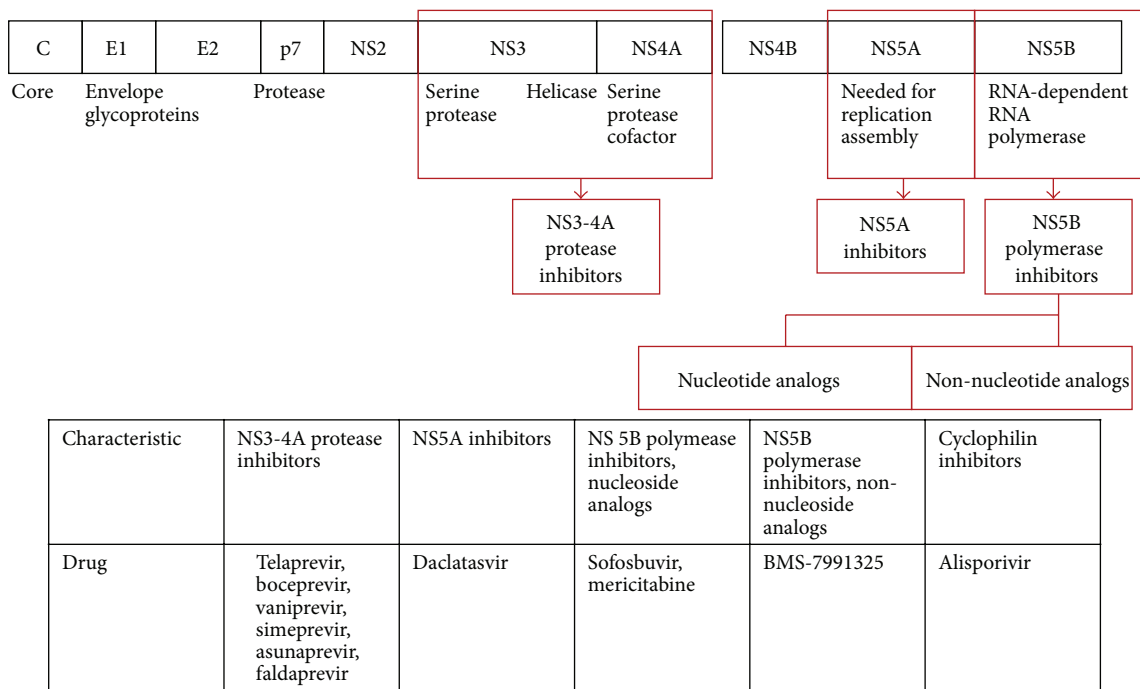 C E1 E2 p7 NS2 NS3 NS4A NS4B NS5A NS5B
Core
Envelope
glycoproteins
Protease
Serine
protease
Helicase
Serine
protease
cofactor
Needed for
replication
assembly
RNA-dependent
RNA
polymerase
NS3-4A
protease
inhibitors
NS5A
inhibitors
NS5B
polymerase
inhibitors
Nucleotide analogs
Non-nucleotide analogs
Characteristic
NS3-4A protease
inhibitors
NS5A inhibitors
NS 5B polymease
inhibitors,
nucleoside
analogs
NS5B
polymerase
inhibitors, non-
nucleoside
analogs
Cyclophilin
inhibitors
Drug
Telaprevir,
boceprevir,
vaniprevir,
simeprevir,
asunaprevir,
faldaprevir
Daclatasvir
Sofosbuvir,
mericitabine
BMS-7991325
Alisporivir